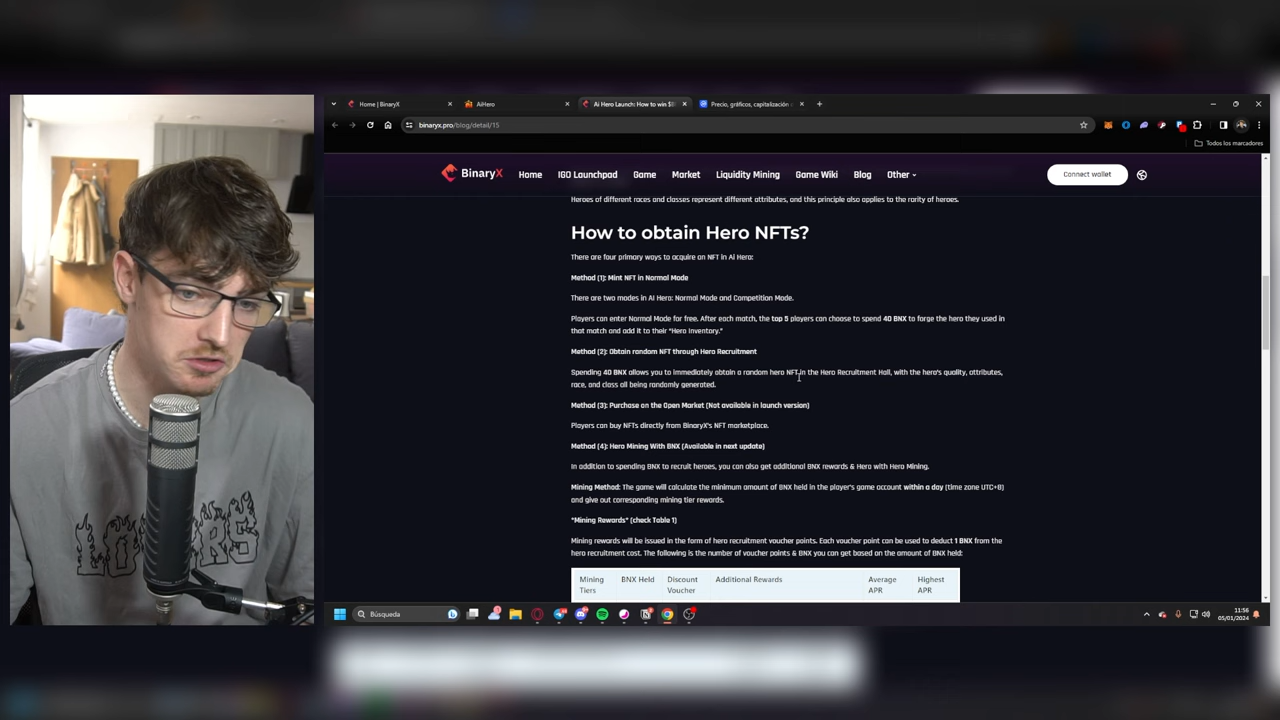 Home | BinaryX
AiHero
Ai Hero Launch: How to win $B
Precio, gráficos, capitalización
binaryx.pro/blog/detail/15
Todos los marcadores
BinaryX
Home
IGO Launchpad
Game
Market
Liquidity Mining
Game Wiki
Blog
Other
Connect wallet
Heroes of different races and classes represent different attributes, and this principle also applies to the rarity of heroes.
How to obtain Hero NFTs?
There are four primary ways to acquire an NFT in Ai Hero:
Method (1): Mint NFT in Normal Mode
There are two modes in AI Hero: Normal Mode and Competition Mode.
Players can enter Normal Mode for free. After each match, the top 5 players can choose to spend 40 BNX to forge the hero they used in
that match and add it to their "Hero Inventory."
Method (2): Obtain random NFT through Hero Recruitment
Spending 40 BNX allows you to immediately obtain a random hero NFT in the Hero Recruitment Hall, with the hero's quality, attributes,
race, and class all being randomly generated.
Method (3): Purchase on the Open Market (Not available in launch version)
Players can buy NFTs directly from BinaryX's NFT marketplace.
Method (4): Hero Mining With BNX (Available in next update)
In addition to spending BNX to recruit heroes, you can also get additional BNX rewards & Hero with Hero Mining.
Mining Method: The game will calculate the minimum amount of BNX held in the player's game account within a day (time zone UTC+8)
and give out corresponding mining tier rewards.
*Mining Rewards* (check Table 1)
Mining rewards will be issued in the form of hero recruitment voucher points. Each voucher point can be used to deduct 1 BNX from the
hero recruitment cost. The following is the number of voucher points & BNX you can get based on the amount of BNX held:
Mining Tiers
BNX Held
Discount Voucher
Additional Rewards
Average APR
Highest APR
Búsqueda
11:56
05/01/2024